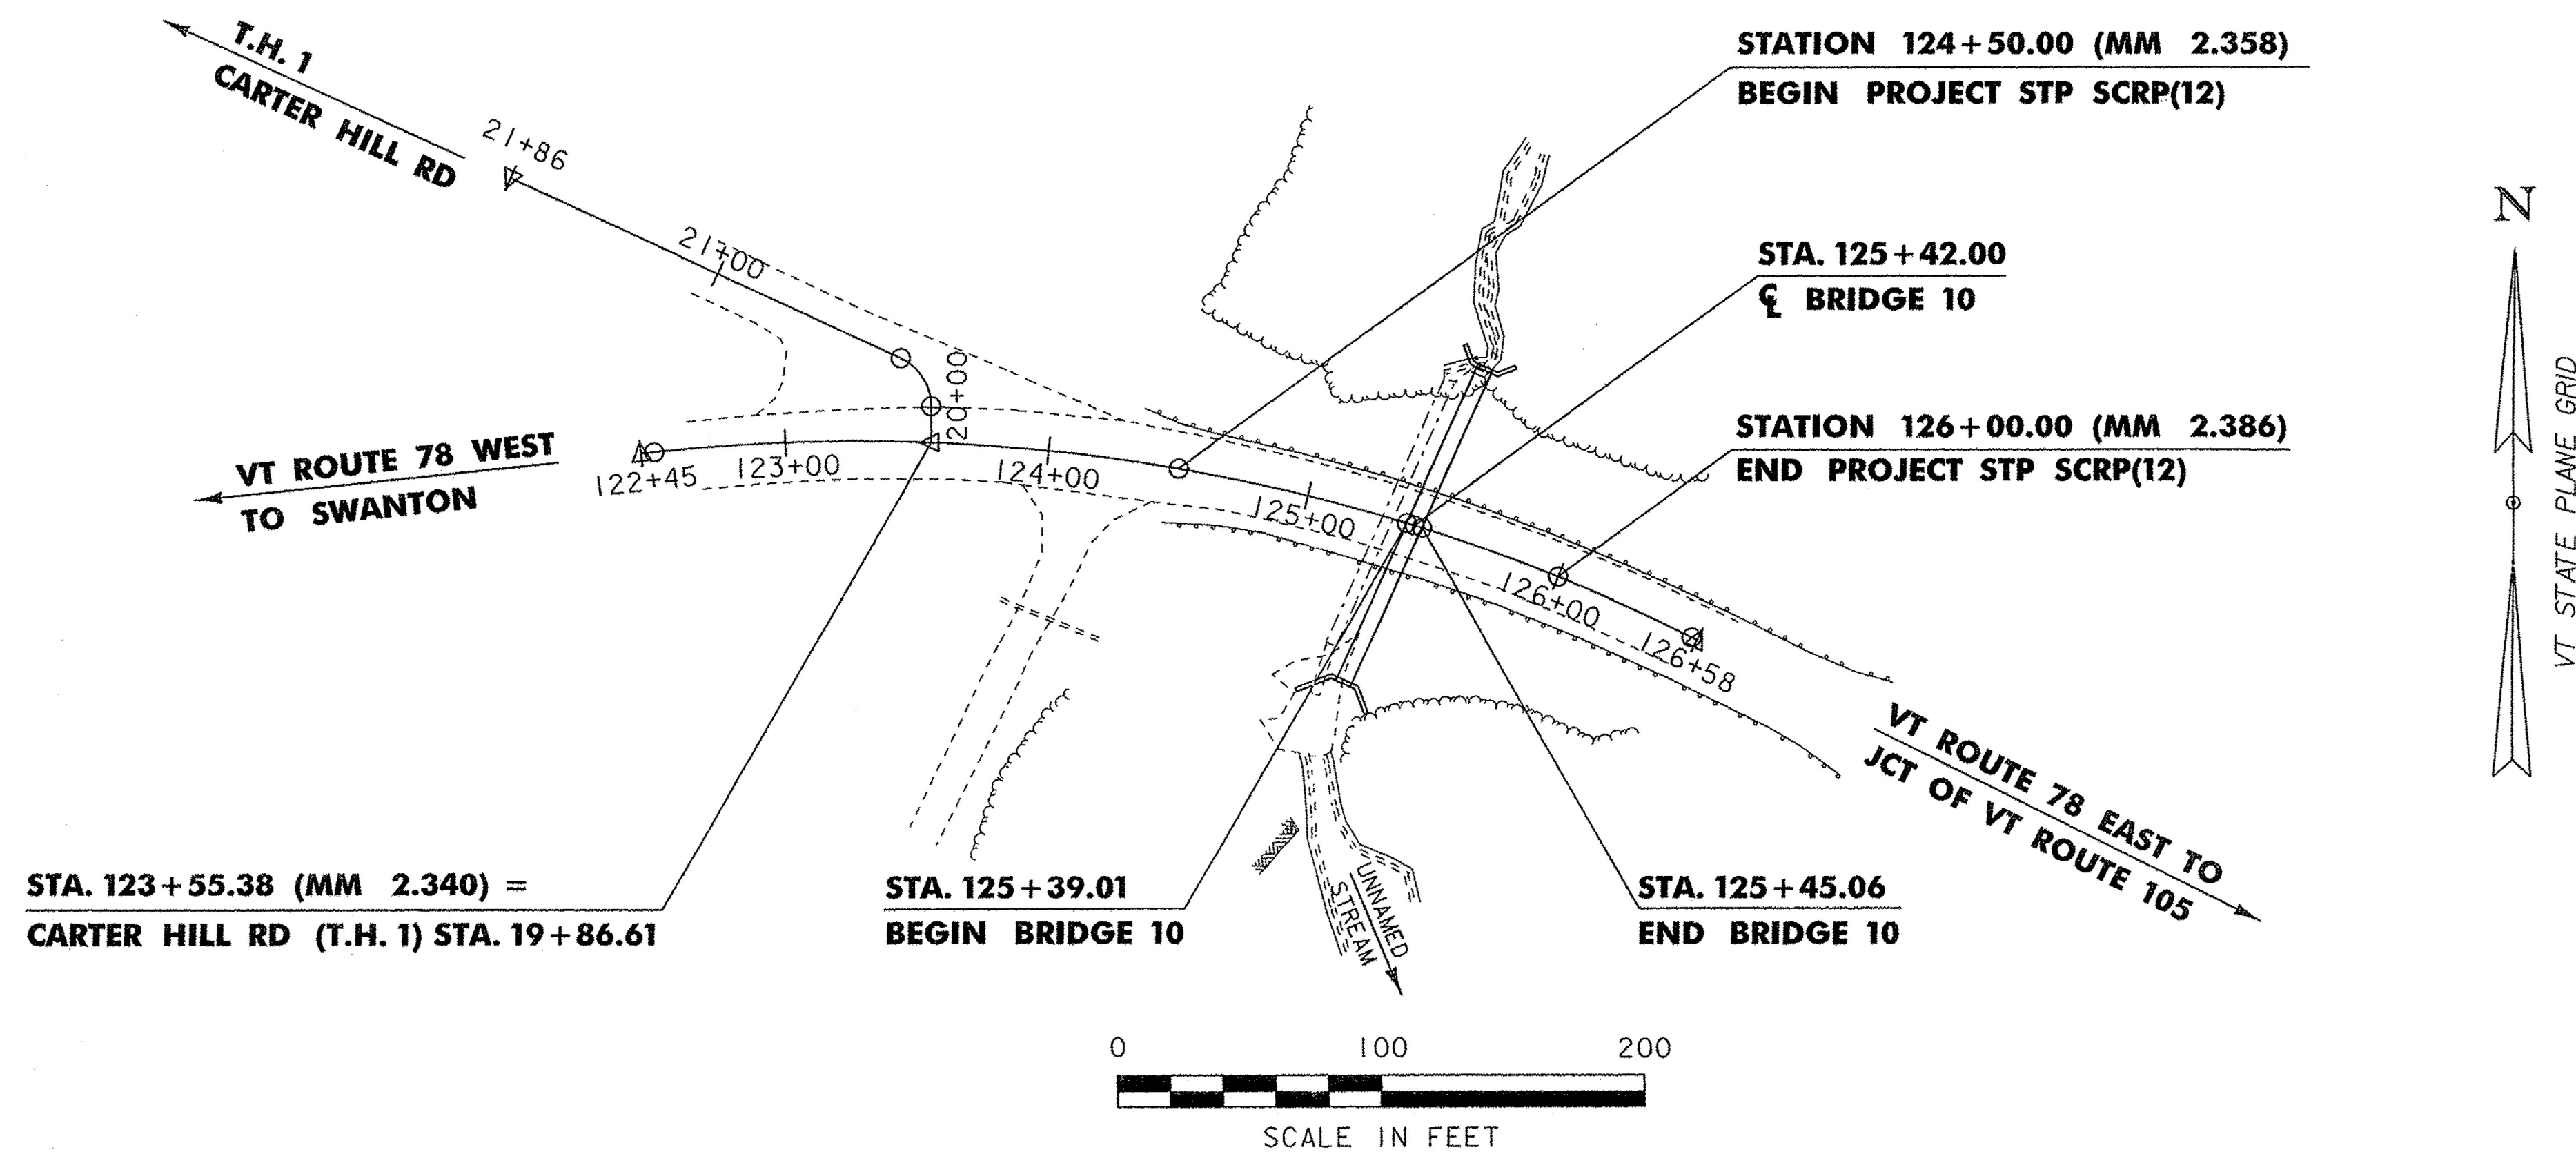 T.H. 1
CARTER HILL RD
21+86
21+00
20+00
STATION 124+50.00 (MM 2.358)
BEGIN PROJECT STP SCRP(12)
STA. 125+42.00
℄ BRIDGE 10
STATION 126+00.00 (MM 2.386)
END PROJECT STP SCRP(12)
N
VT STATE PLANE GRID
VT ROUTE 78 WEST
TO SWANTON
122+45
123+00
124+00
125+00
126+00
126+58
VT ROUTE 78 EAST TO
JCT OF VT ROUTE 105
STA. 123+55.38 (MM 2.340) =
CARTER HILL RD (T.H. 1) STA. 19+86.61
STA. 125+39.01
BEGIN BRIDGE 10
UNNAMED
STREAM
STA. 125+45.06
END BRIDGE 10
0 100 200
SCALE IN FEET